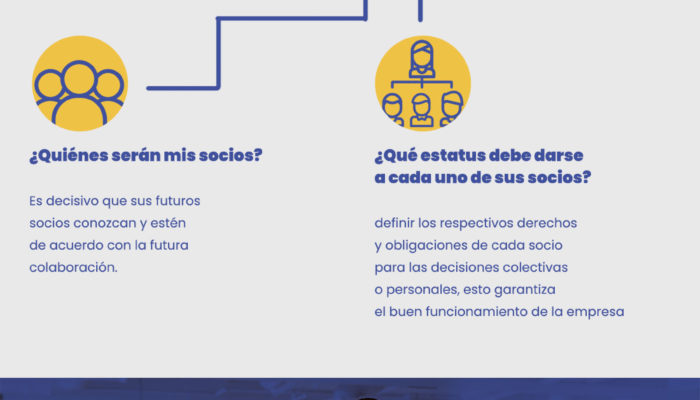 ¿Quiénes serán mis socios?
Es decisivo que sus futuros
socios conozcan y estén
de acuerdo con la futura
colaboración.
¿Qué estatus debe darse
a cada uno de sus socios?
definir los respectivos derechos
y obligaciones de cada socio
para las decisiones colectivas
o personales, esto garantiza
el buen funcionamiento de la empresa